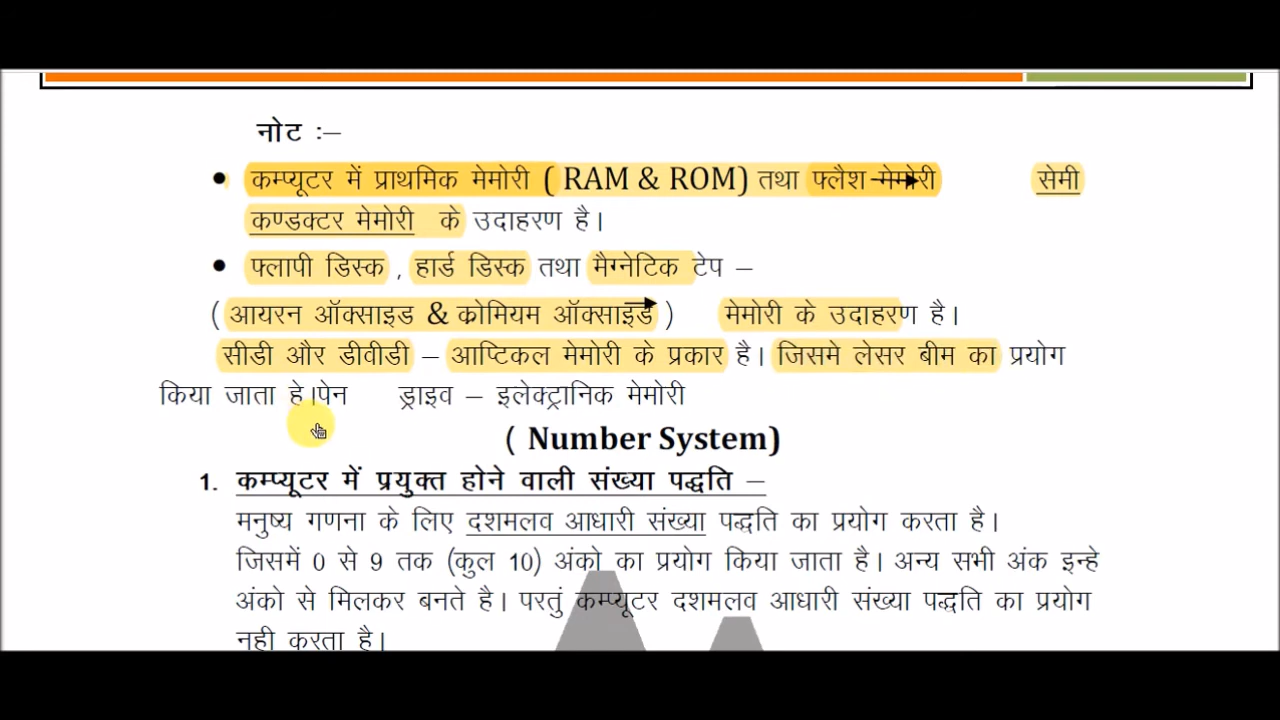 नोट :–
• कम्प्यूटर में प्राथमिक मेमोरी ( RAM & ROM) तथा फ्लैश मेमोरी सेमी
कण्डक्टर मेमोरी के उदाहरण है।
• फ्लापी डिस्क , हार्ड डिस्क तथा मैग्नेटिक टेप –
( आयरन ऑक्साइड & क्रोमियम ऑक्साइड ) मेमोरी के उदाहरण है।
सीडी और डीवीडी – आप्टिकल मेमोरी के प्रकार है। जिसमे लेसर बीम का प्रयोग
किया जाता हे।पेन ड्राइव – इलेक्ट्रानिक मेमोरी
( Number System)
1. कम्प्यूटर में प्रयुक्त होने वाली संख्या पद्धति –
मनुष्य गणना के लिए दशमलव आधारी संख्या पद्धति का प्रयोग करता है।
जिसमें 0 से 9 तक (कुल 10) अंको का प्रयोग किया जाता है। अन्य सभी अंक इन्हे
अंको से मिलकर बनते है। परतुं कम्प्यूटर दशमलव आधारी संख्या पद्धति का प्रयोग
नही करता है।